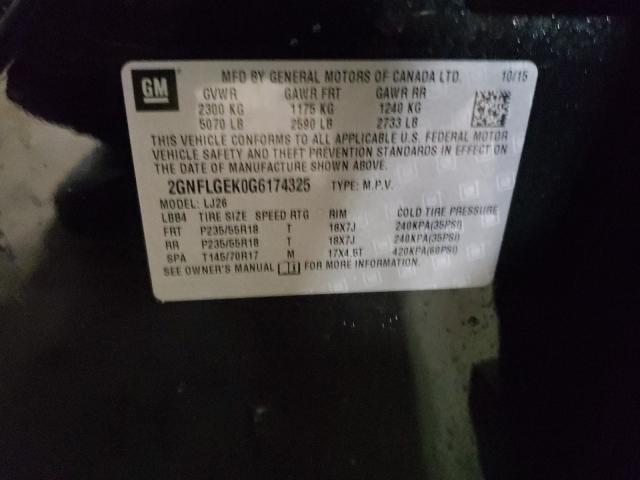 GM
MFD BY GENERAL MOTORS OF CANADA LTD. 10/15
GVWR GAWR FRT GAWR RR
2300 KG 1175 KG 1240 KG
5070 LB 2590 LB 2733 LB
THIS VEHICLE CONFORMS TO ALL APPLICABLE U.S. FEDERAL MOTOR
VEHICLE SAFETY AND THEFT PREVENTION STANDARDS IN EFFECT ON
THE DATE OF MANUFACTURE SHOWN ABOVE.
2GNFLGEK0G6174325 TYPE: M.P.V.
MODEL: LJ26
LBB4 TIRE SIZE SPEED RTG RIM COLD TIRE PRESSURE
FRT P235/55R18 T 18X7J 240KPA(35PSI)
RR P235/55R18 T 18X7J 240KPA(35PSI)
SPA T145/70R17 M 17X4.5T 420KPA(60PSI)
SEE OWNER'S MANUAL FOR MORE INFORMATION.